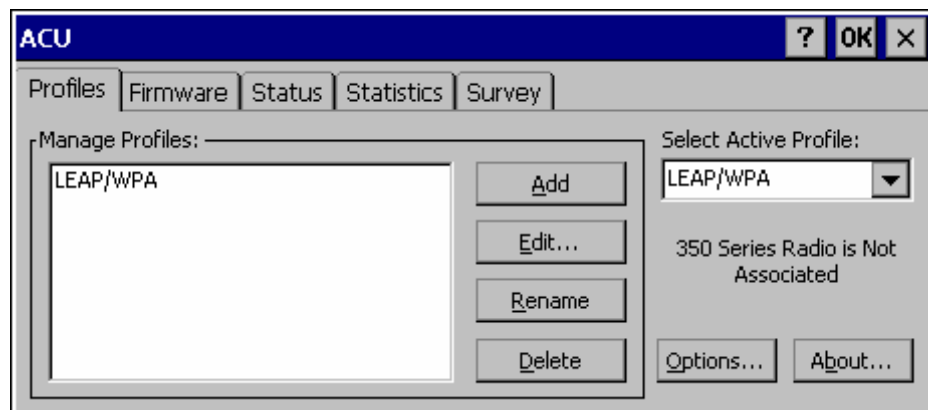 ACU ? OK ×
Profiles Firmware Status Statistics Survey
Manage Profiles:
LEAP/WPA
Add
Edit...
Rename
Delete
Select Active Profile:
LEAP/WPA
350 Series Radio is Not
Associated
Options... About...